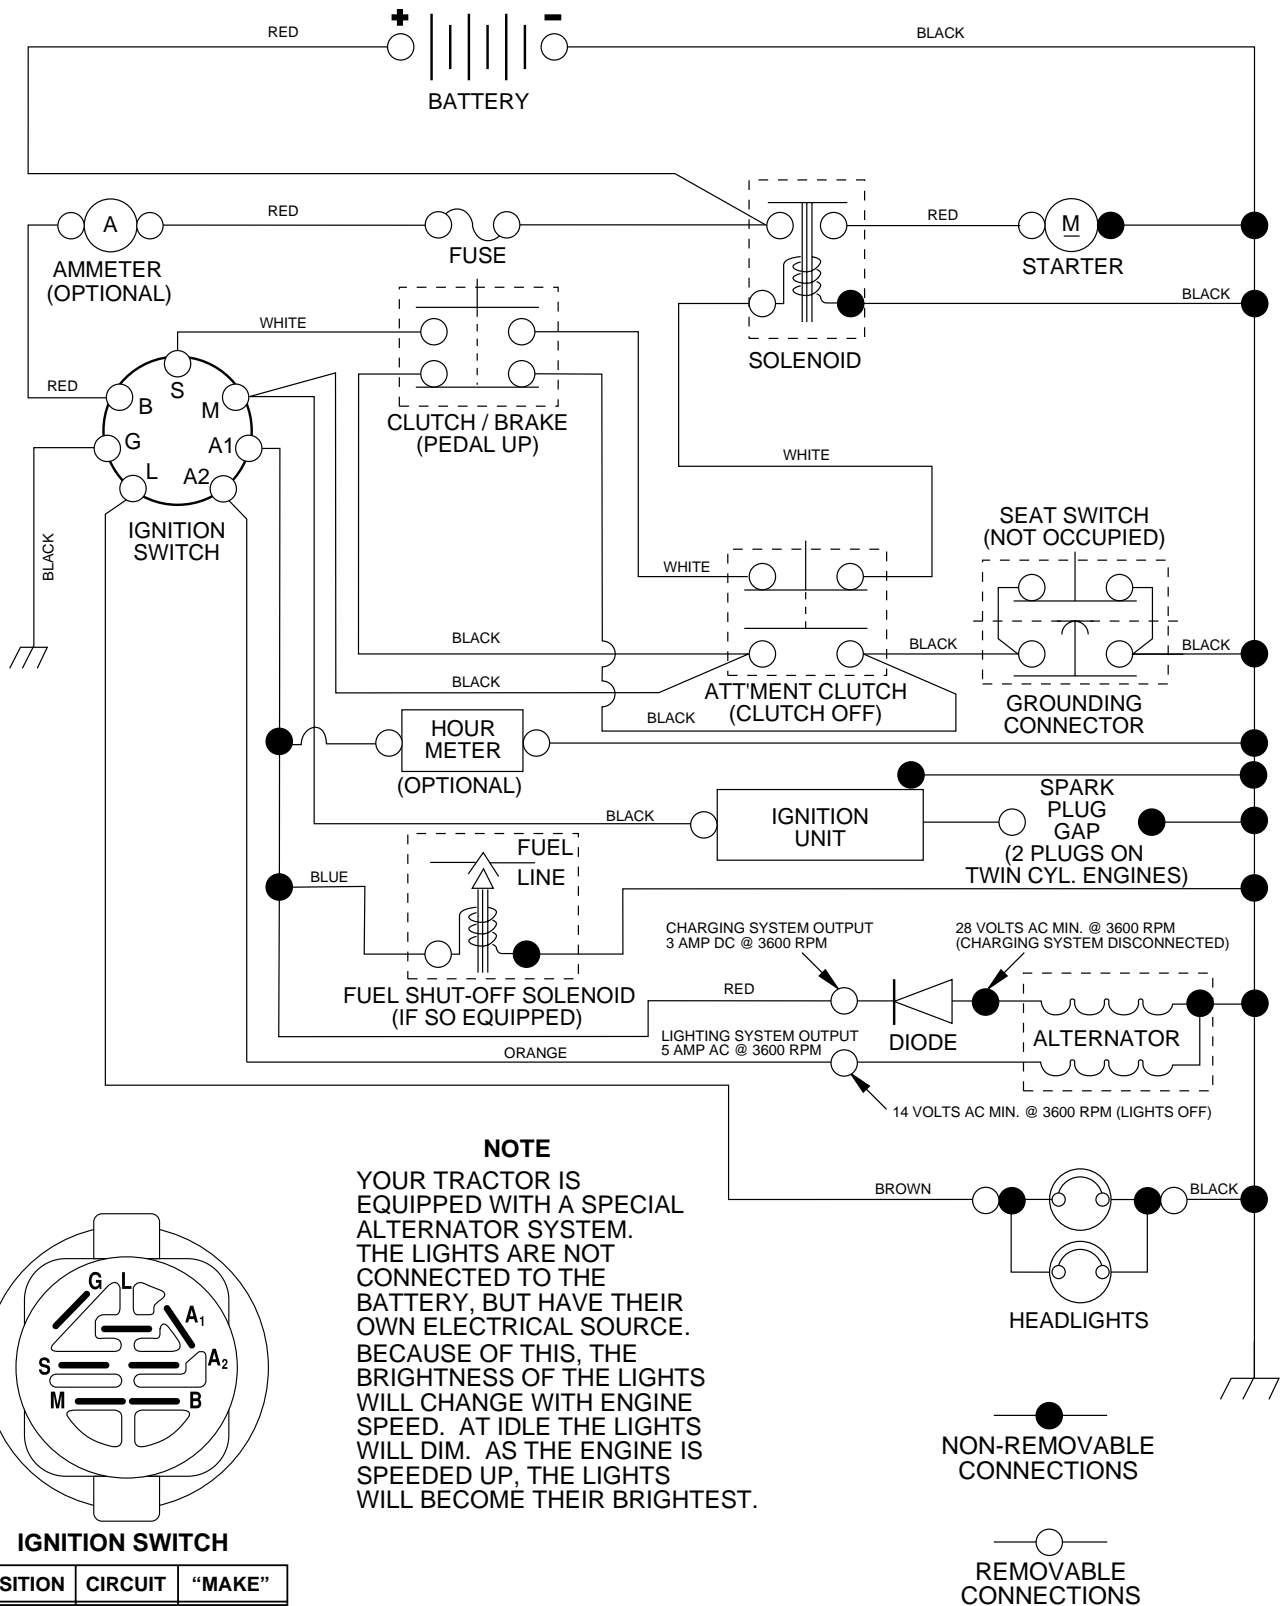 +
-
RED
BLACK
BATTERY
RED
A
RED
M
AMMETER
(OPTIONAL)
FUSE
STARTER
WHITE
BLACK
SOLENOID
RED
S
B
M
G
A1
L
A2
CLUTCH / BRAKE
(PEDAL UP)
WHITE
IGNITION
SWITCH
BLACK
SEAT SWITCH
(NOT OCCUPIED)
WHITE
BLACK
BLACK
BLACK
BLACK
ATT'MENT CLUTCH
(CLUTCH OFF)
BLACK
GROUNDING
CONNECTOR
HOUR
METER
(OPTIONAL)
BLACK
IGNITION
UNIT
SPARK
PLUG
GAP
(2 PLUGS ON
TWIN CYL. ENGINES)
FUEL
LINE
BLUE
CHARGING SYSTEM OUTPUT
3 AMP DC @ 3600 RPM
28 VOLTS AC MIN. @ 3600 RPM
(CHARGING SYSTEM DISCONNECTED)
FUEL SHUT-OFF SOLENOID
(IF SO EQUIPPED)
RED
DIODE
ALTERNATOR
LIGHTING SYSTEM OUTPUT
5 AMP AC @ 3600 RPM
ORANGE
14 VOLTS AC MIN. @ 3600 RPM (LIGHTS OFF)
NOTE
YOUR TRACTOR IS
EQUIPPED WITH A SPECIAL
ALTERNATOR SYSTEM.
THE LIGHTS ARE NOT
CONNECTED TO THE
BATTERY, BUT HAVE THEIR
OWN ELECTRICAL SOURCE.
BECAUSE OF THIS, THE
BRIGHTNESS OF THE LIGHTS
WILL CHANGE WITH ENGINE
SPEED. AT IDLE THE LIGHTS
WILL DIM. AS THE ENGINE IS
SPEEDED UP, THE LIGHTS
WILL BECOME THEIR BRIGHTEST.
BROWN
BLACK
HEADLIGHTS
G L
A1
S
A2
M
B
IGNITION SWITCH
SITION CIRCUIT “MAKE”
NON-REMOVABLE
CONNECTIONS
REMOVABLE
CONNECTIONS